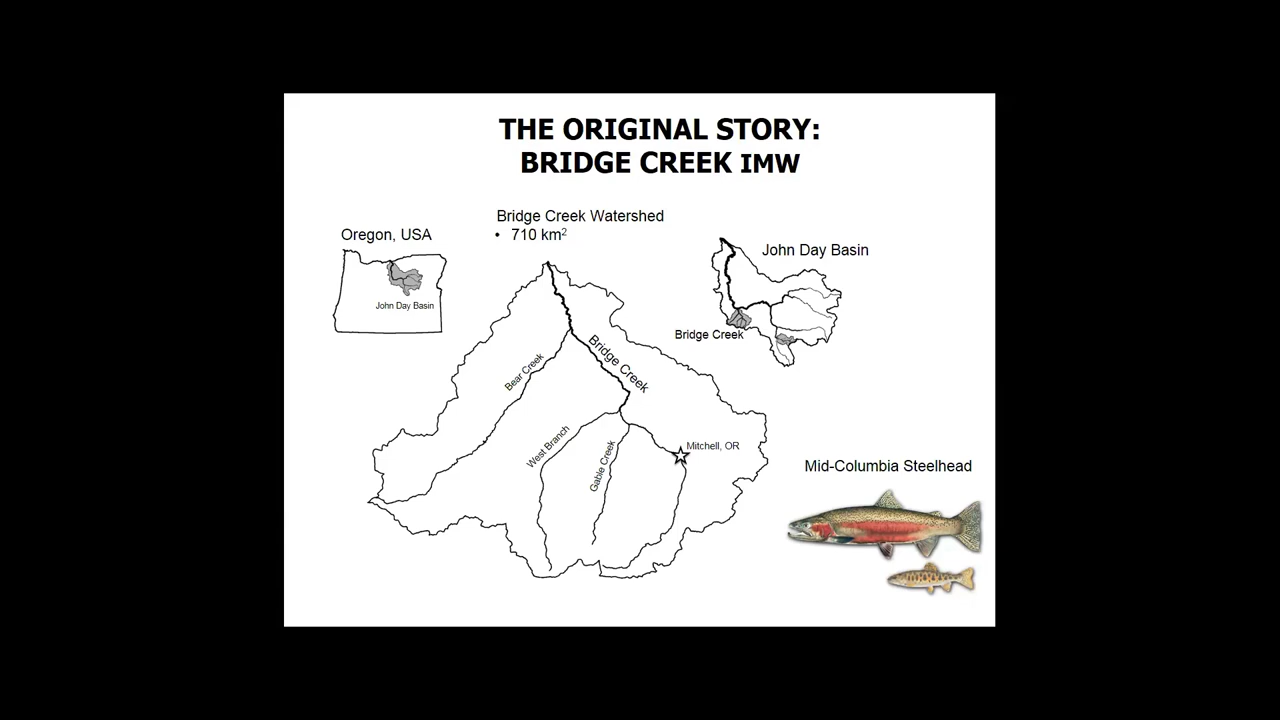 THE ORIGINAL STORY:
BRIDGE CREEK IMW
Bridge Creek Watershed
• 710 km²
Oregon, USA
John Day Basin
John Day Basin
Bridge Creek
Bridge Creek
Bear Creek
West Branch
Gable Creek
Mitchell, OR
Mid-Columbia Steelhead